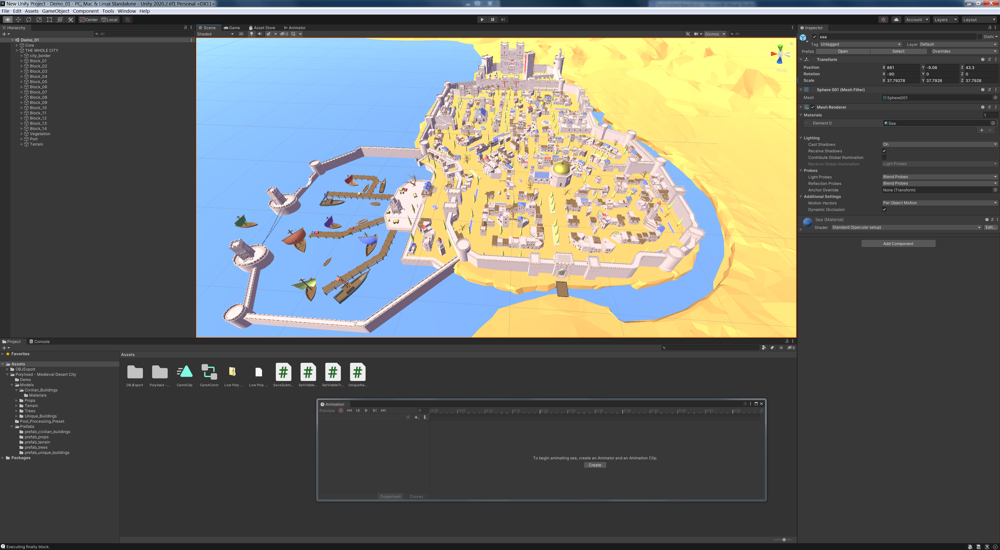 New Unity Project - Demo_01 - PC, Mac & Linux Standalone - Unity 2020.2.6f1 Personal <DX11>
File Edit Assets GameObject Component Tools Window Help
Center Local Account Layers Layout
Hierarchy
All
Demo_01
Core
THE WHOLE CITY
city_border
Block_01
Block_02
Block_03
Block_04
Block_05
Block_06
Block_07
Block_08
Block_09
Block_10
Block_11
Block_12
Block_13
Block_14
Vegetation
Port
Terrain
Scene Game Asset Store Animator
Shaded 2D 0 Gizmos All
Persp
Inspector
sea Static
Tag Untagged Layer Default
Prefab Open Select Overrides
Transform
Position X 861 Y -9.08 Z 43.3
Rotation X -90 Y 0 Z 0
Scale X 37.79278 Y 37.7928 Z 37.7928
Sphere 001 (Mesh Filter)
Mesh Sphere001
Mesh Renderer
Materials 1
Element 0 Sea
Lighting
Cast Shadows On
Receive Shadows
Contribute Global Illumination
Receive Global Illumination Light Probes
Probes
Light Probes Blend Probes
Reflection Probes Blend Probes
Anchor Override None (Transform)
Additional Settings
Motion Vectors Per Object Motion
Dynamic Occlusion
Sea (Material)
Shader Standard (Specular setup) Edit...
Add Component
Project Console
9
Favorites
Assets
OBJExport
Polylised - Medieval Desert City
Demo
Models
Civilian_Buildings
Materials
Props
Terrain
Trees
Unique_Buildings
Post_Processing_Preset
Prefabs
prefab_civilian_buildings
prefab_props
prefab_terrain
prefab_trees
prefab_unique_buildings
Packages
Assets
OBJExport Polylised -... CamAClip CamAContr Low Poly ... Low Poly ... SaveSubm... SetVisible... SetVisibleTr... UniqueNa...
Animation
Preview 0 0:00 0:05 0:10 0:15 0:20 0:25 0:30 0:35 0:40 0:45 0:50 0:55
To begin animating sea, create an Animator and an Animation Clip.
Create
Dopesheet Curves
Executing finally block.